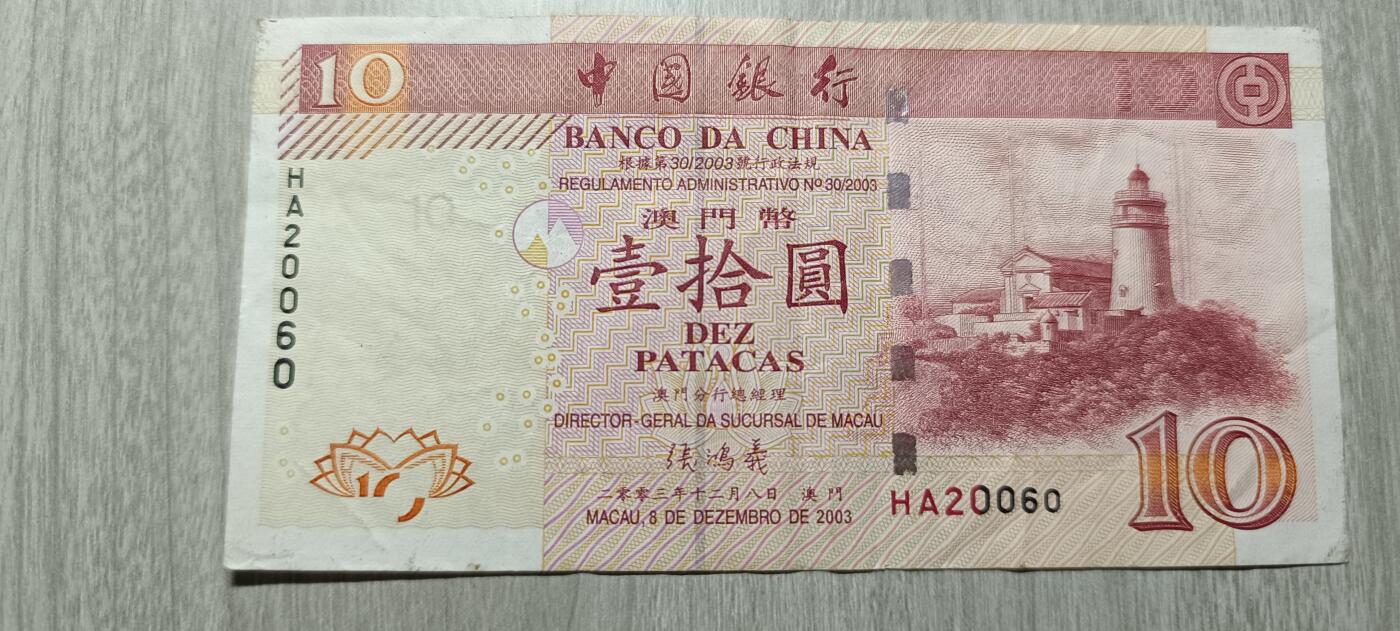 10
中國銀行
10
BANCO DA CHINA
根據第30/2003號行政法規
REGULAMENTO ADMINISTRATIVO Nº 30/2003
澳門幣
壹拾圓
DEZ
PATACAS
澳門分行總經理
DIRECTOR-GERAL DA SUCURSAL DE MACAU
張鴻義
二零零三年十二月八日 澳門
MACAU, 8 DE DEZEMBRO DE 2003
HA20060
HA20060
10
10